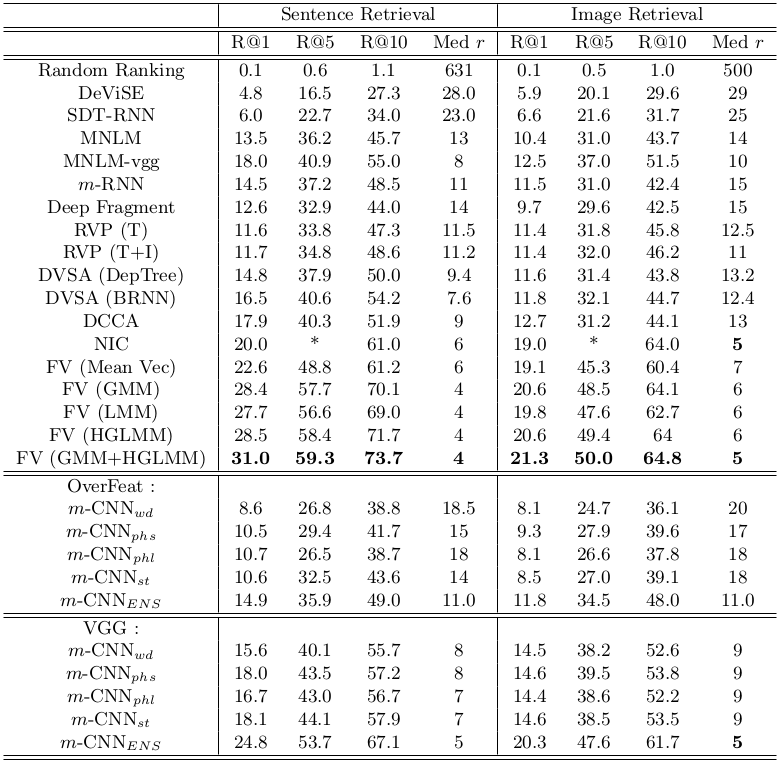 Sentence Retrieval Image Retrieval
R@1 R@5 R@10 Med r R@1 R@5 R@10 Med r
Random Ranking 0.1 0.6 1.1 631 0.1 0.5 1.0 500
DeViSE 4.8 16.5 27.3 28.0 5.9 20.1 29.6 29
SDT-RNN 6.0 22.7 34.0 23.0 6.6 21.6 31.7 25
MNLM 13.5 36.2 45.7 13 10.4 31.0 43.7 14
MNLM-vgg 18.0 40.9 55.0 8 12.5 37.0 51.5 10
m-RNN 14.5 37.2 48.5 11 11.5 31.0 42.4 15
Deep Fragment 12.6 32.9 44.0 14 9.7 29.6 42.5 15
RVP (T) 11.6 33.8 47.3 11.5 11.4 31.8 45.8 12.5
RVP (T+I) 11.7 34.8 48.6 11.2 11.4 32.0 46.2 11
DVSA (DepTree) 14.8 37.9 50.0 9.4 11.6 31.4 43.8 13.2
DVSA (BRNN) 16.5 40.6 54.2 7.6 11.8 32.1 44.7 12.4
DCCA 17.9 40.3 51.9 9 12.7 31.2 44.1 13
NIC 20.0 * 61.0 6 19.0 * 64.0 5
FV (Mean Vec) 22.6 48.8 61.2 6 19.1 45.3 60.4 7
FV (GMM) 28.4 57.7 70.1 4 20.6 48.5 64.1 6
FV (LMM) 27.7 56.6 69.0 4 19.8 47.6 62.7 6
FV (HGLMM) 28.5 58.4 71.7 4 20.6 49.4 64 6
FV (GMM+HGLMM) 31.0 59.3 73.7 4 21.3 50.0 64.8 5
OverFeat :
m-CNNwd 8.6 26.8 38.8 18.5 8.1 24.7 36.1 20
m-CNNphs 10.5 29.4 41.7 15 9.3 27.9 39.6 17
m-CNNphl 10.7 26.5 38.7 18 8.1 26.6 37.8 18
m-CNNst 10.6 32.5 43.6 14 8.5 27.0 39.1 18
m-CNNENS 14.9 35.9 49.0 11.0 11.8 34.5 48.0 11.0
VGG :
m-CNNwd 15.6 40.1 55.7 8 14.5 38.2 52.6 9
m-CNNphs 18.0 43.5 57.2 8 14.6 39.5 53.8 9
m-CNNphl 16.7 43.0 56.7 7 14.4 38.6 52.2 9
m-CNNst 18.1 44.1 57.9 7 14.6 38.5 53.5 9
m-CNNENS 24.8 53.7 67.1 5 20.3 47.6 61.7 5